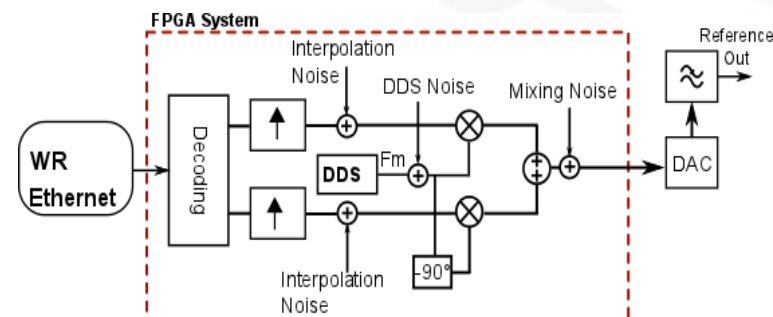 FPGA System
Interpolation
Noise
DDS Noise
Mixing Noise
Reference
Out
WR
Ethernet
Decoding
DDS
Fm
DAC
-90°
Interpolation
Noise